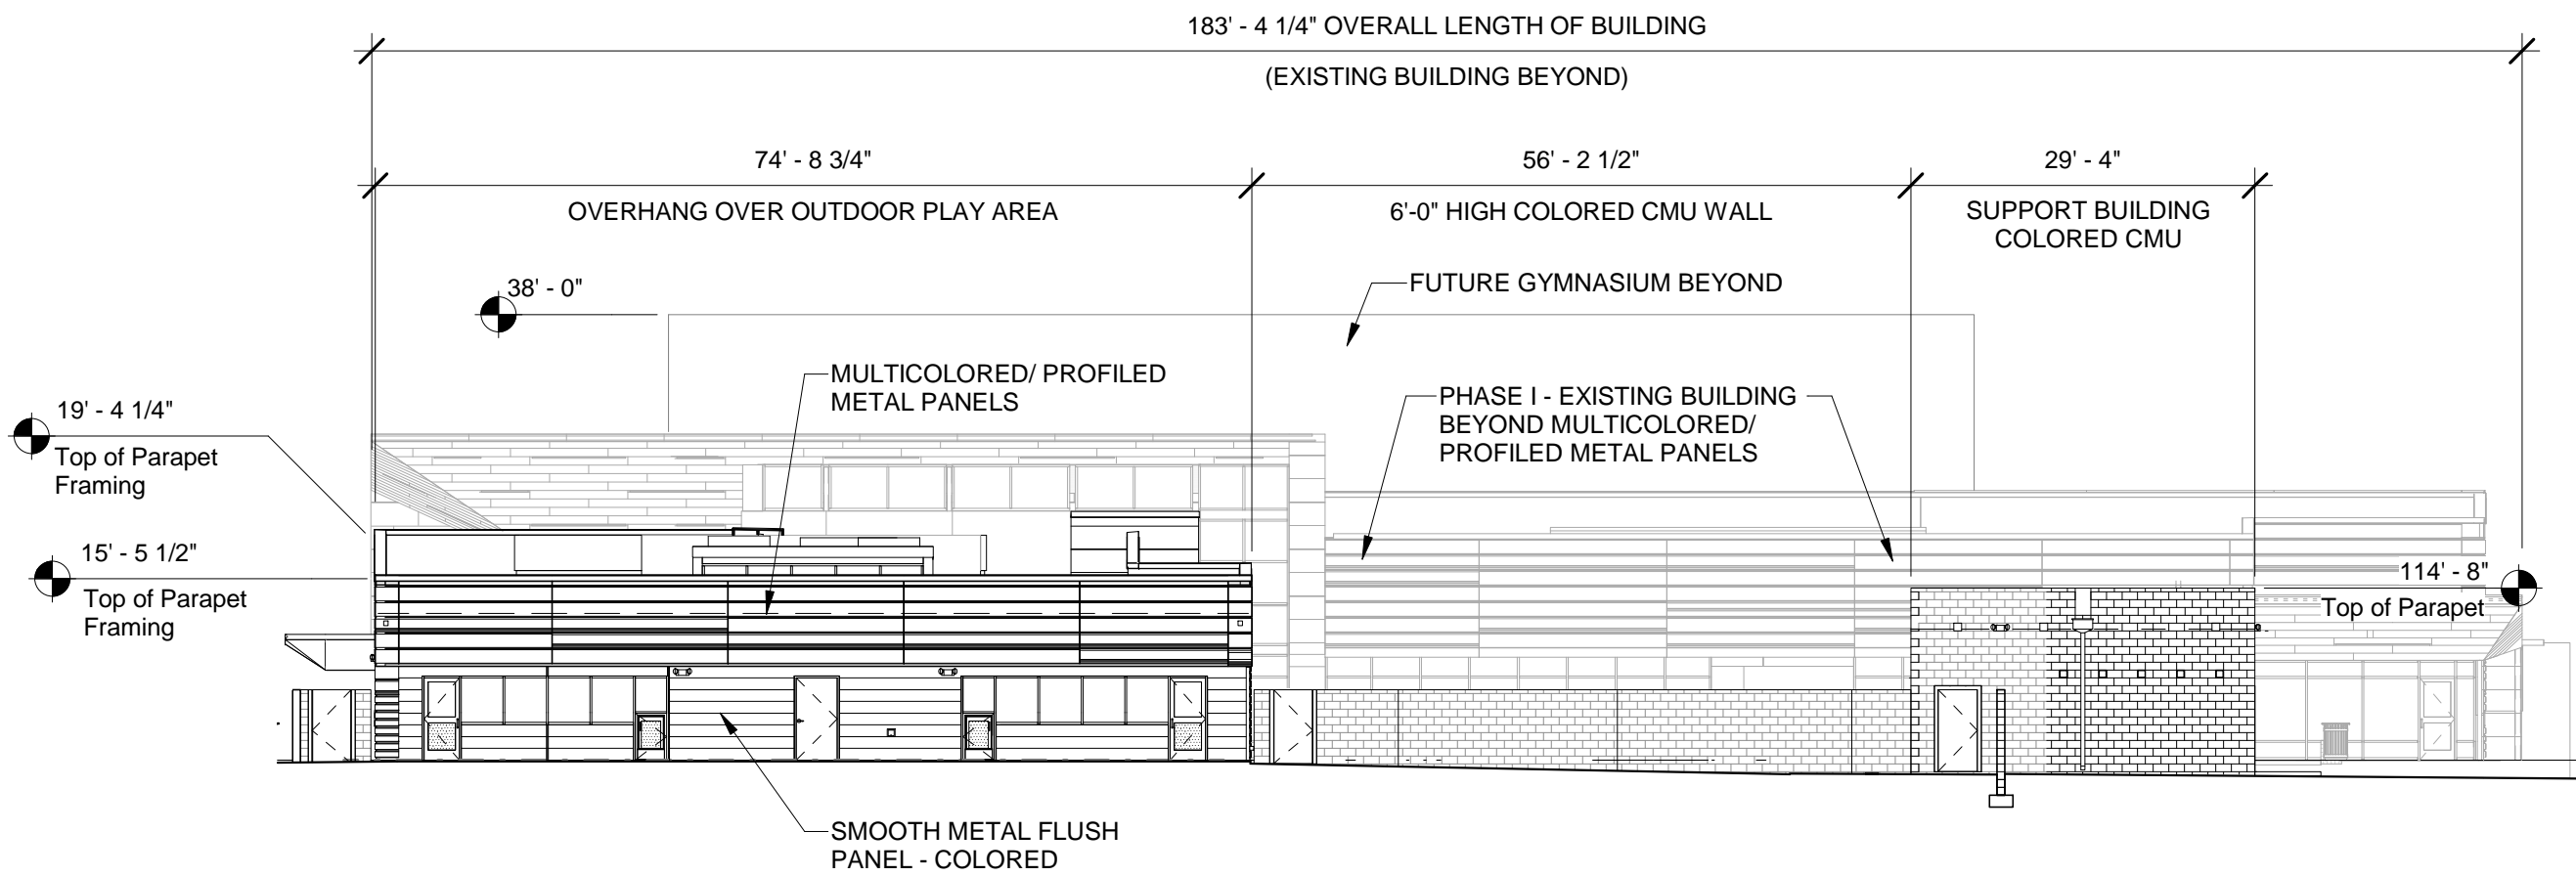 183' - 4 1/4" OVERALL LENGTH OF BUILDING
(EXISTING BUILDING BEYOND)
74' - 8 3/4"
OVERHANG OVER OUTDOOR PLAY AREA
56' - 2 1/2"
6'-0" HIGH COLORED CMU WALL
29' - 4"
SUPPORT BUILDING
COLORED CMU
38' - 0"
FUTURE GYMNASIUM BEYOND
MULTICOLORED/ PROFILED
METAL PANELS
PHASE I - EXISTING BUILDING
BEYOND MULTICOLORED/
PROFILED METAL PANELS
19' - 4 1/4"
Top of Parapet
Framing
15' - 5 1/2"
Top of Parapet
Framing
114' - 8"
Top of Parapet
SMOOTH METAL FLUSH
PANEL - COLORED